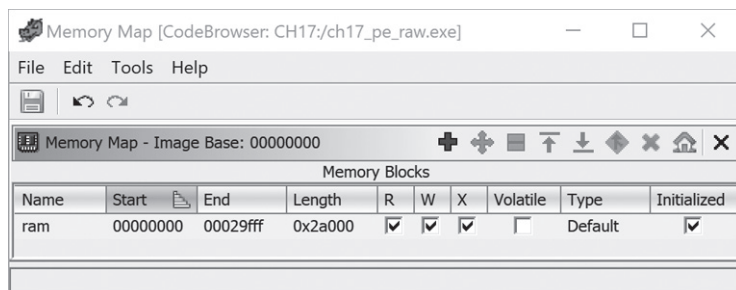 Memory Map [CodeBrowser: CH17:/ch17_pe_raw.exe]
File Edit Tools Help
Memory Map - Image Base: 00000000
Memory Blocks
Name Start End Length R W X Volatile Type Initialized
ram 00000000 00029fff 0x2a000 Default